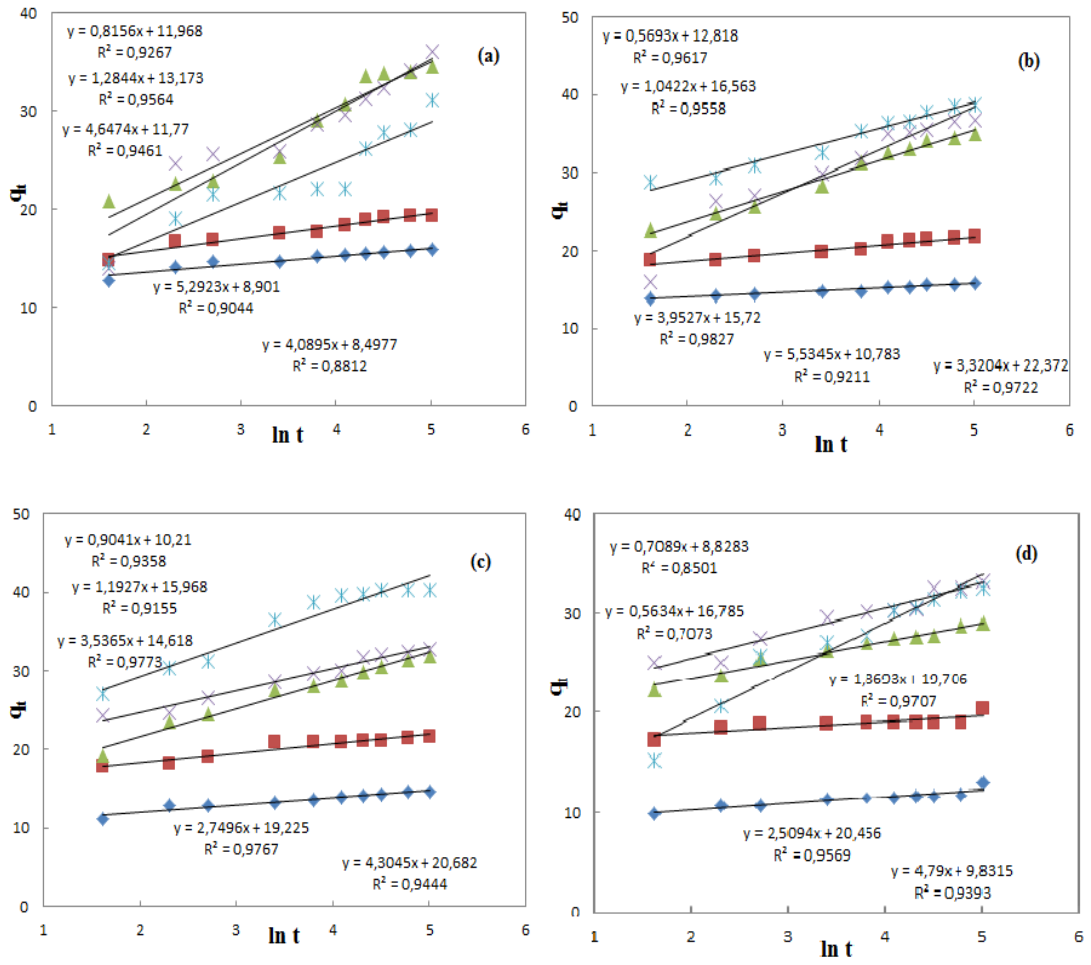 40
y = 0,8156x + 11,968
R² = 0,9267
(a)
y = 1,2844x + 13,173
R² = 0,9564
30
y = 4,6474x + 11,77
R² = 0,9461
qt
20
y = 5,2923x + 8,901
R² = 0,9044
10
y = 4,0895x + 8,4977
R² = 0,8812
0
1 2 3 4 5 6
ln t
50
y = 0,5693x + 12,818
R² = 0,9617
(b)
y = 1,0422x + 16,563
R² = 0,9558
40
30
qt
20
10
y = 3,9527x + 15,72
R² = 0,9827
y = 5,5345x + 10,783
R² = 0,9211
y = 3,3204x + 22,372
R² = 0,9722
0
1 2 3 4 5 6
ln t
50
y = 0,9041x + 10,21
R² = 0,9358
(c)
y = 1,1927x + 15,968
R² = 0,9155
40
y = 3,5365x + 14,618
R² = 0,9773
30
qt
20
10
y = 2,7496x + 19,225
R² = 0,9767
y = 4,3045x + 20,682
R² = 0,9444
0
1 2 3 4 5 6
ln t
40
y = 0,7089x + 8,8283
R² = 0,8501
(d)
y = 0,5634x + 16,785
R² = 0,7073
30
qt
20
y = 1,8693x + 19,706
R² = 0,9707
10
y = 2,5094x + 20,456
R² = 0,9569
y = 4,79x + 9,8315
R² = 0,9393
0
1 2 3 4 5 6
ln t